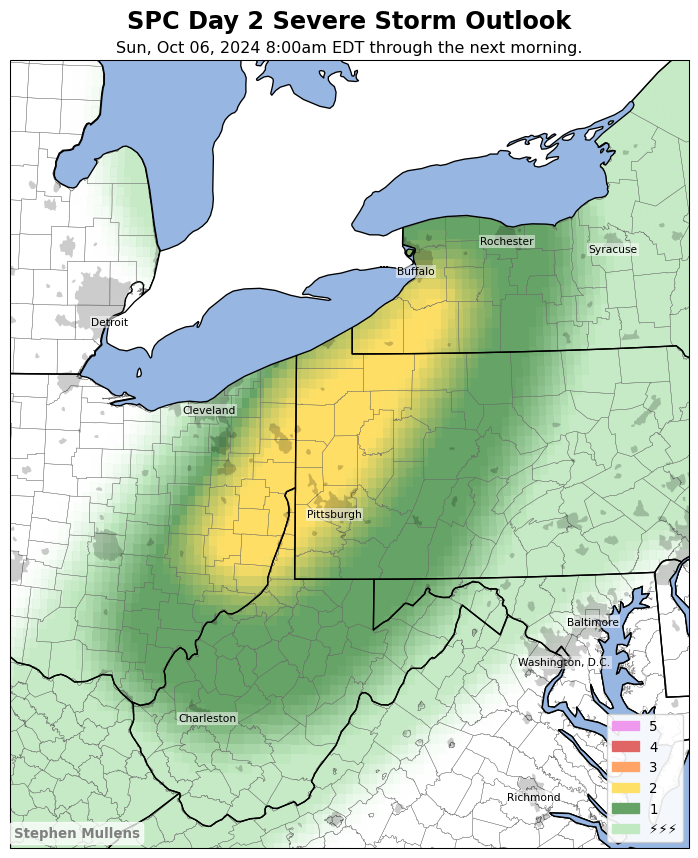 SPC Day 2 Severe Storm Outlook
Sun, Oct 06, 2024 8:00am EDT through the next morning.
Rochester
Syracuse
Buffalo
Detroit
Cleveland
Pittsburgh
Baltimore
Washington, D.C.
Charleston
Richmond
5
4
3
2
1
⚡⚡⚡
Stephen Mullens